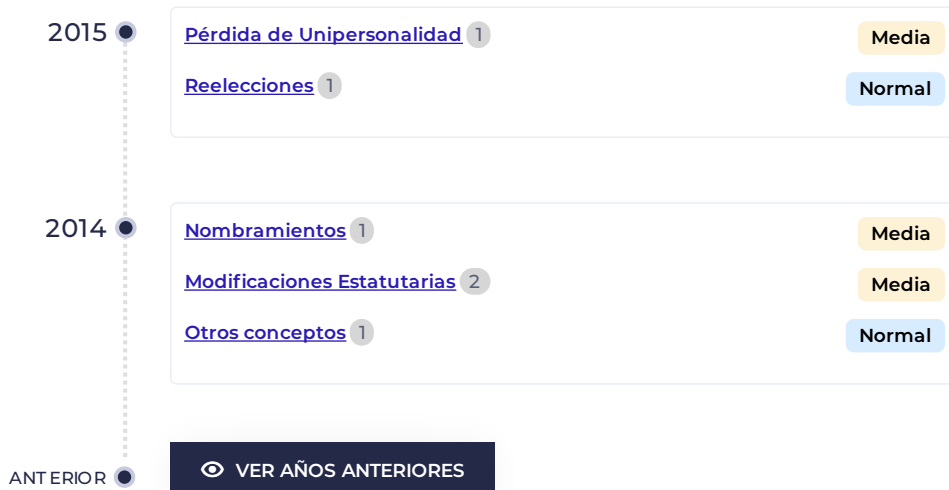 2015
Pérdida de Unipersonalidad 1 Media
Reelecciones 1 Normal
2014
Nombramientos 1 Media
Modificaciones Estatutarias 2 Media
Otros conceptos 1 Normal
ANTERIOR
VER AÑOS ANTERIORES